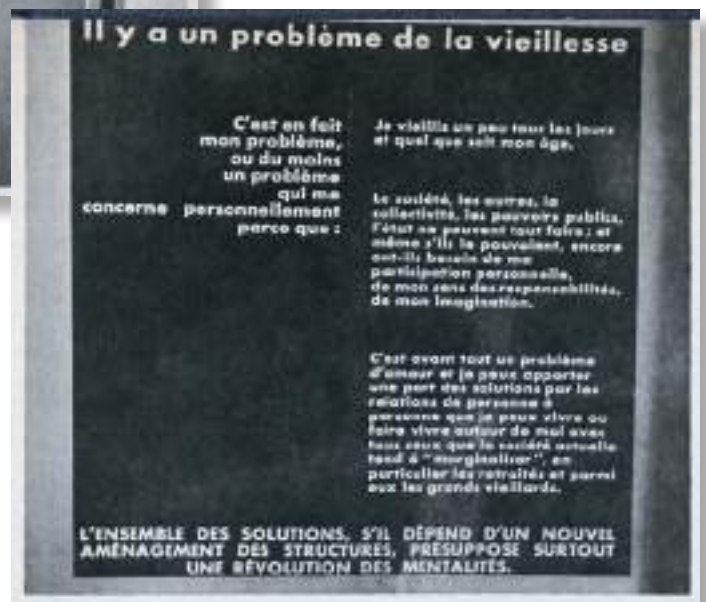 Il y a un problème de la vieillesse
C'est en fait
mon problème,
ou du moins
un problème
qui me
concerne personnellement
parce que :
Je vieillis un peu tous les jours
et quel que soit mon âge.
La société, les autres, la
collectivité, les pouvoirs publics,
l'état ne peuvent tout faire ; et
même s'ils le pouvaient, encore
ont-ils besoin de ma
participation personnelle,
de mon sens des responsabilités,
de mon imagination.
C'est avant tout un problème
d'amour et je peux apporter
une part des solutions par les
relations de personne à
personne que je peux vivre ou
faire vivre autour de moi avec
tous ceux que la société actuelle
tend à "marginaliser", en
particulier les retraités et parmi
eux les grands vieillards.
L'ENSEMBLE DES SOLUTIONS, S'IL DÉPEND D'UN NOUVEL
AMÉNAGEMENT DES STRUCTURES, PRÉSUPPOSE SURTOUT
UNE RÉVOLUTION DES MENTALITÉS.